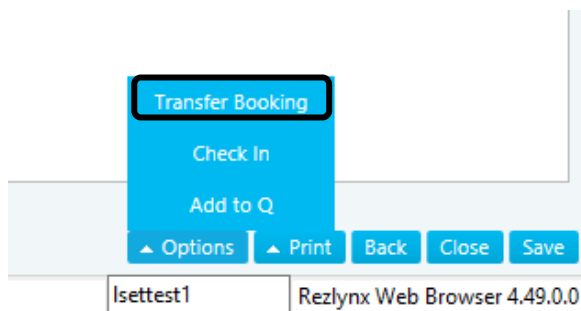 Transfer Booking
Check In
Add to Q
Options Print Back Close Save
lsettest1 Rezlynx Web Browser 4.49.0.0